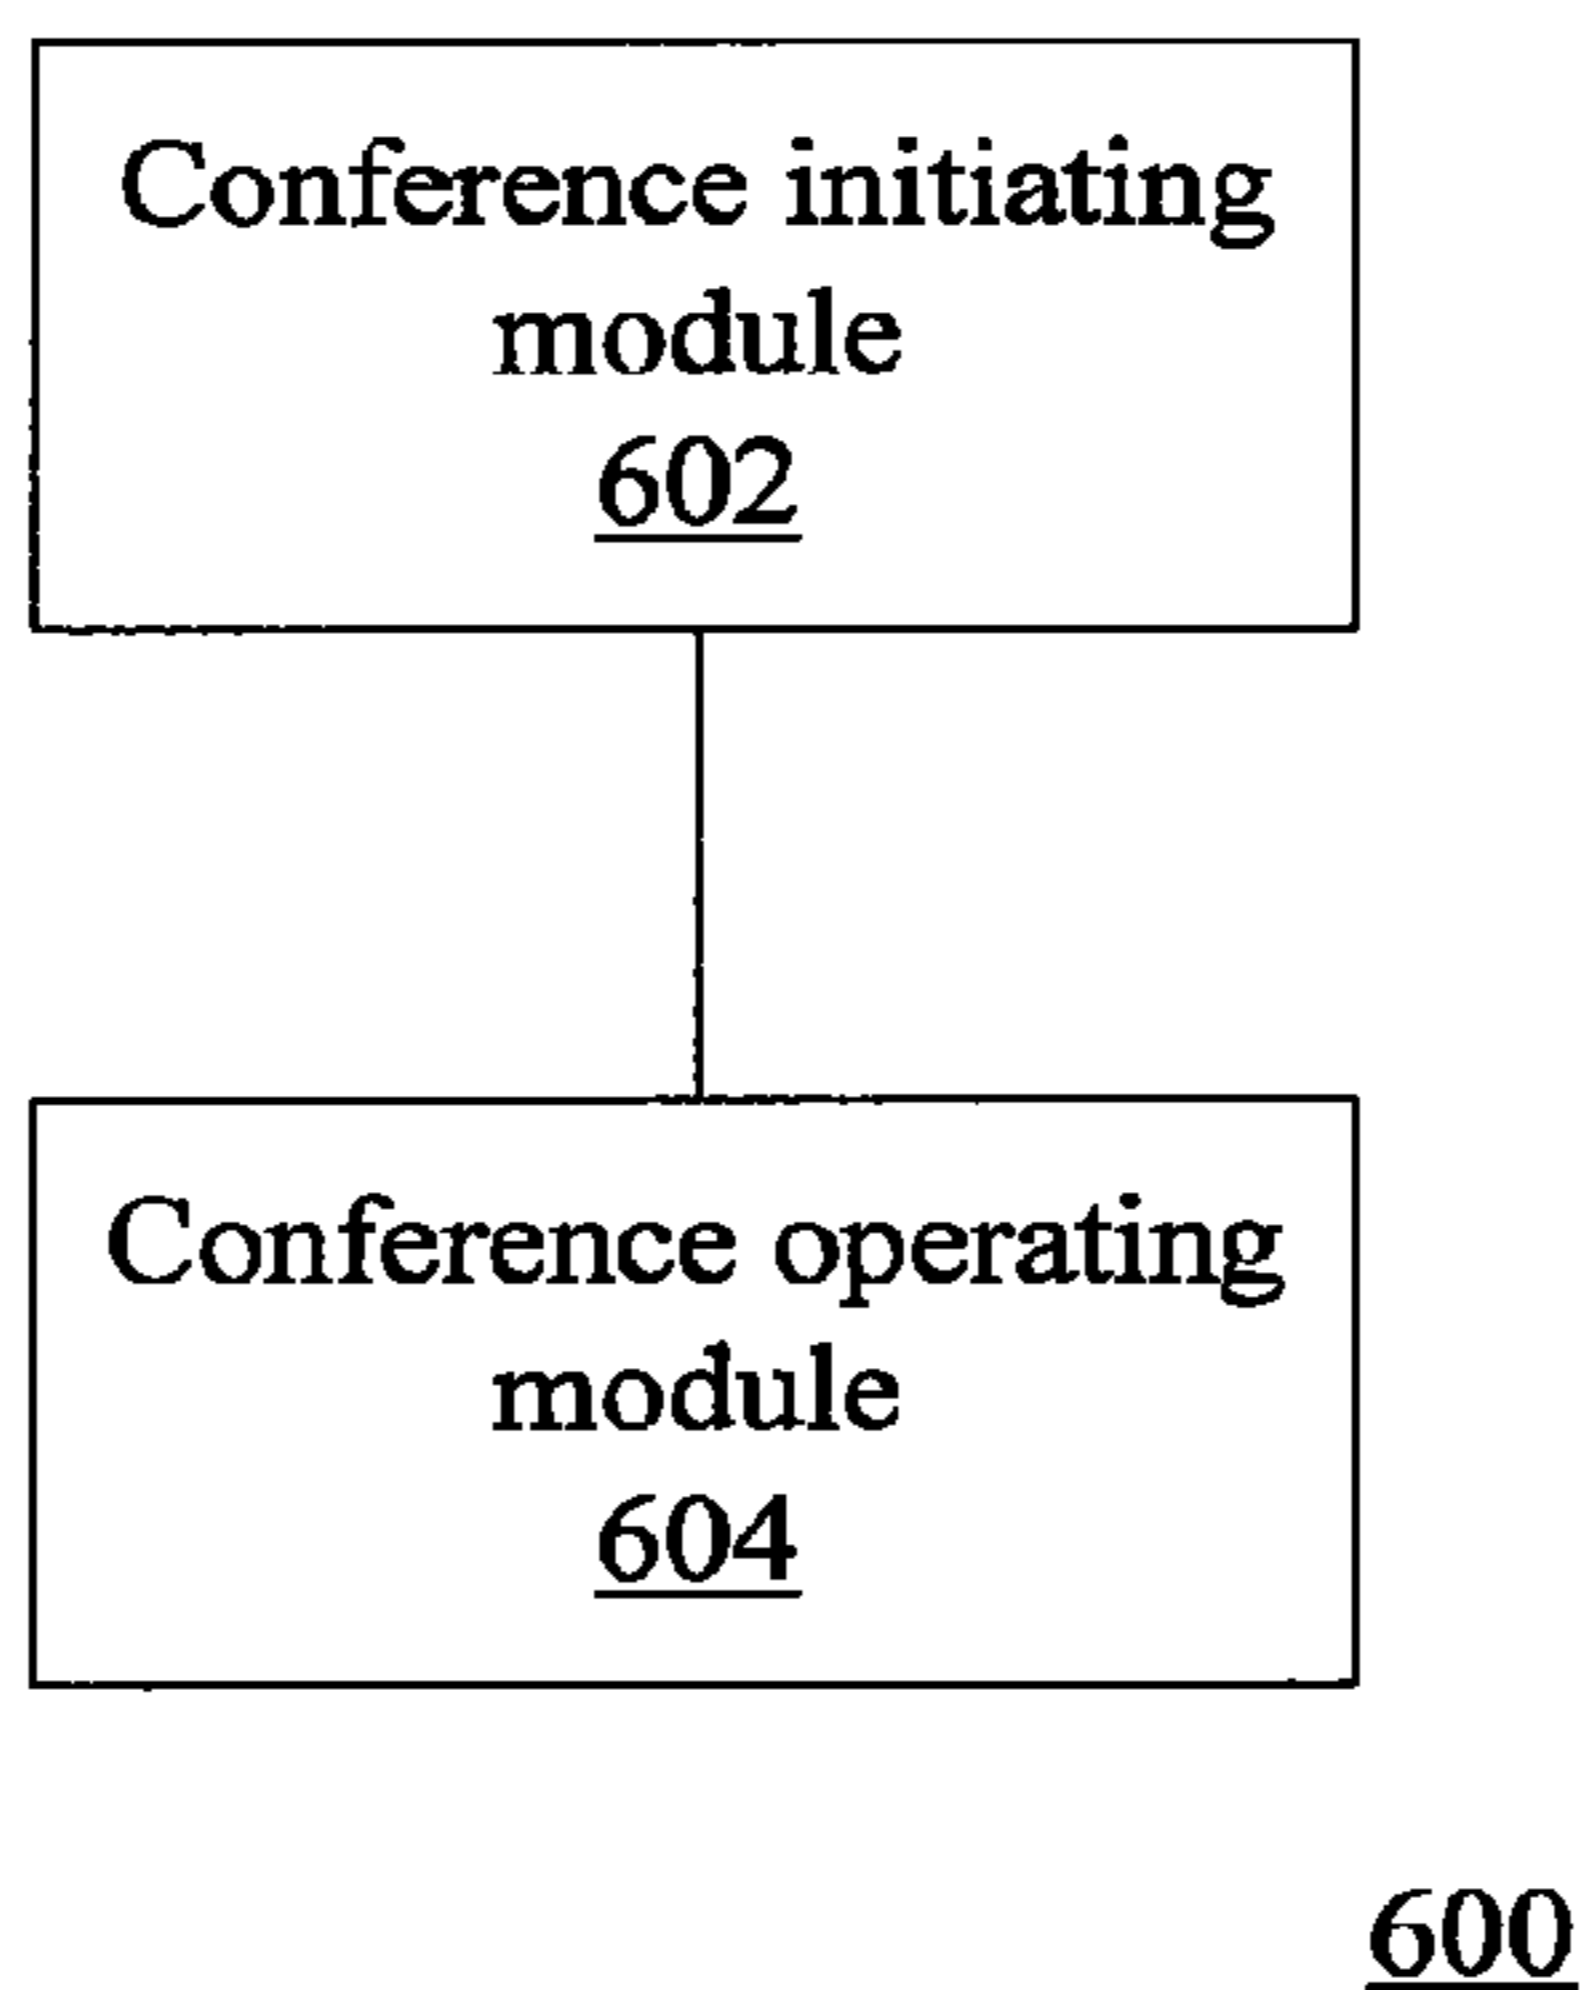 Conference initiating
module
602
Conference operating
module
604
600